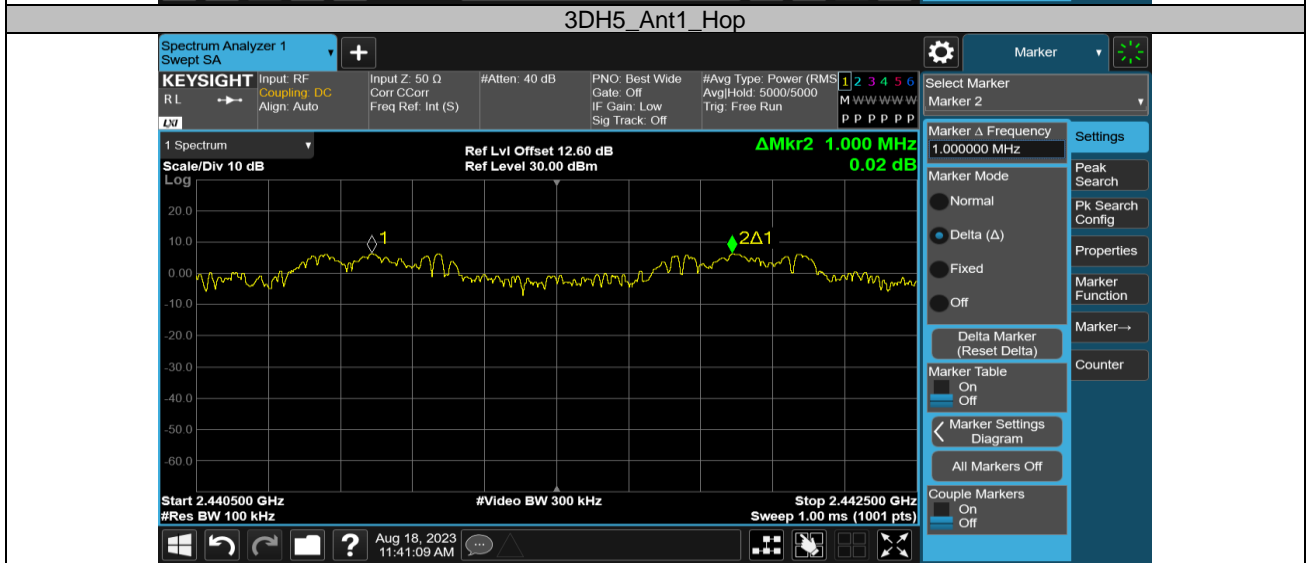 3DH5_Ant1_Hop
Spectrum Analyzer 1
Swept SA
Marker
KEYSIGHT
RL
LXI
Input: RF
Coupling: DC
Align: Auto
Input Z: 50 Ω
Corr CCorr
Freq Ref: Int (S)
#Atten: 40 dB
PNO: Best Wide
Gate: Off
IF Gain: Low
Sig Track: Off
#Avg Type: Power (RMS
Avg|Hold: 5000/5000
Trig: Free Run
1 2 3 4 5 6
M W W W W W
P P P P P P
Select Marker
Marker 2
1 Spectrum
Scale/Div 10 dB
Log
Ref Lvl Offset 12.60 dB
Ref Level 30.00 dBm
ΔMkr2 1.000 MHz
0.02 dB
20.0
10.0
0.00
-10.0
-20.0
-30.0
-40.0
-50.0
-60.0
1
2Δ1
Start 2.440500 GHz
#Res BW 100 kHz
#Video BW 300 kHz
Stop 2.442500 GHz
Sweep 1.00 ms (1001 pts)
Marker Δ Frequency
1.000000 MHz
Marker Mode
Normal
Delta (Δ)
Fixed
Off
Delta Marker
(Reset Delta)
Marker Table
On
Off
Marker Settings
Diagram
All Markers Off
Couple Markers
On
Off
Settings
Peak
Search
Pk Search
Config
Properties
Marker
Function
Marker→
Counter
?
Aug 18, 2023
11:41:09 AM